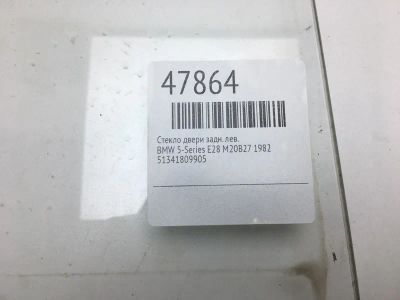 47864
Стекло двери задн. лев.
BMW 5-Series E28 M20B27 1982
51341809905